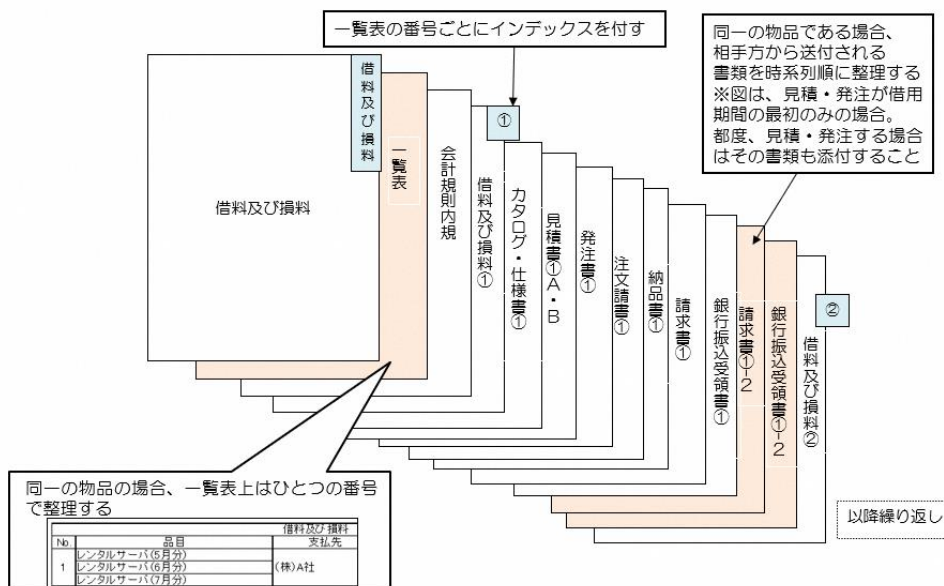 一覧表の番号ごとにインデックスを付す
同一の物品である場合、
相手方から送付される
書類を時系列順に整理する
※図は、見積・発注が借用
期間の最初のみの場合。
都度、見積・発注する場合
はその書類も添付すること
借料及び損料
借料及び損料
一覧表
会計規則内規
①
借料及び損料①
カタログ・仕様書①
見積書①A・B
発注書①
注文請書①
納品書①
請求書①
銀行振込受領書①
請求書①-2
銀行振込受領書①-2
②
借料及び損料②
以降繰り返し
同一の物品の場合、一覧表上はひとつの番号
で整理する
借料及び損料
No. 品目 支払先
レンタルサーバ(5月分)
1 レンタルサーバ(6月分) (株)A社
レンタルサーバ(7月分)